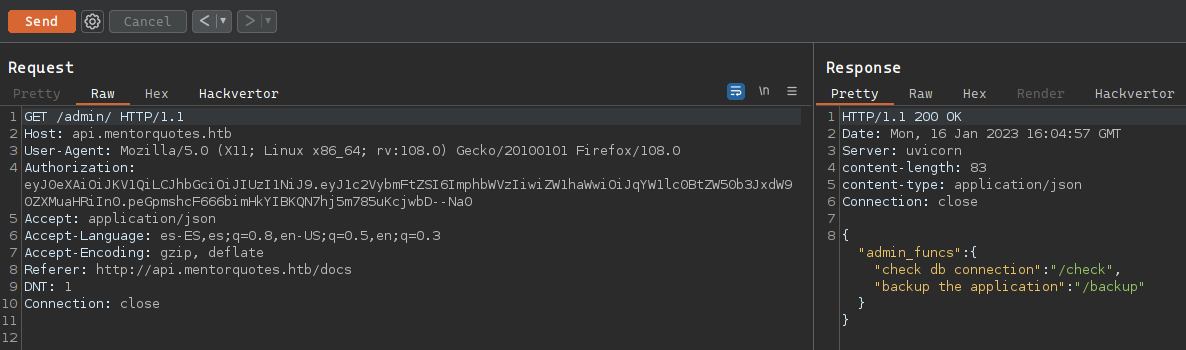 Send Cancel < >
Request
Pretty Raw Hex Hackvertor \n
1 GET /admin/ HTTP/1.1
2 Host: api.mentorquotes.htb
3 User-Agent: Mozilla/5.0 (X11; Linux x86_64; rv:108.0) Gecko/20100101 Firefox/108.0
4 Authorization:
eyJ0eXAiOiJKV1QiLCJhbGciOiJIUzI1NiJ9.eyJ1c2VybmFtZSI6ImphbWVzIiwiZW1haWwiOiJqYW1lc0BtZW50b3JxdW9
0ZXMuaHRiIn0.peGpmshcF666bimHkYIBKQN7hj5m785uKcjwbD--Na0
5 Accept: application/json
6 Accept-Language: es-ES,es;q=0.8,en-US;q=0.5,en;q=0.3
7 Accept-Encoding: gzip, deflate
8 Referer: http://api.mentorquotes.htb/docs
9 DNT: 1
10 Connection: close
11
12
Response
Pretty Raw Hex Render Hackvertor
1 HTTP/1.1 200 OK
2 Date: Mon, 16 Jan 2023 16:04:57 GMT
3 Server: uvicorn
4 content-length: 83
5 content-type: application/json
6 Connection: close
7
8 {
"admin_funcs":{
"check db connection":"/check",
"backup the application":"/backup"
}
}